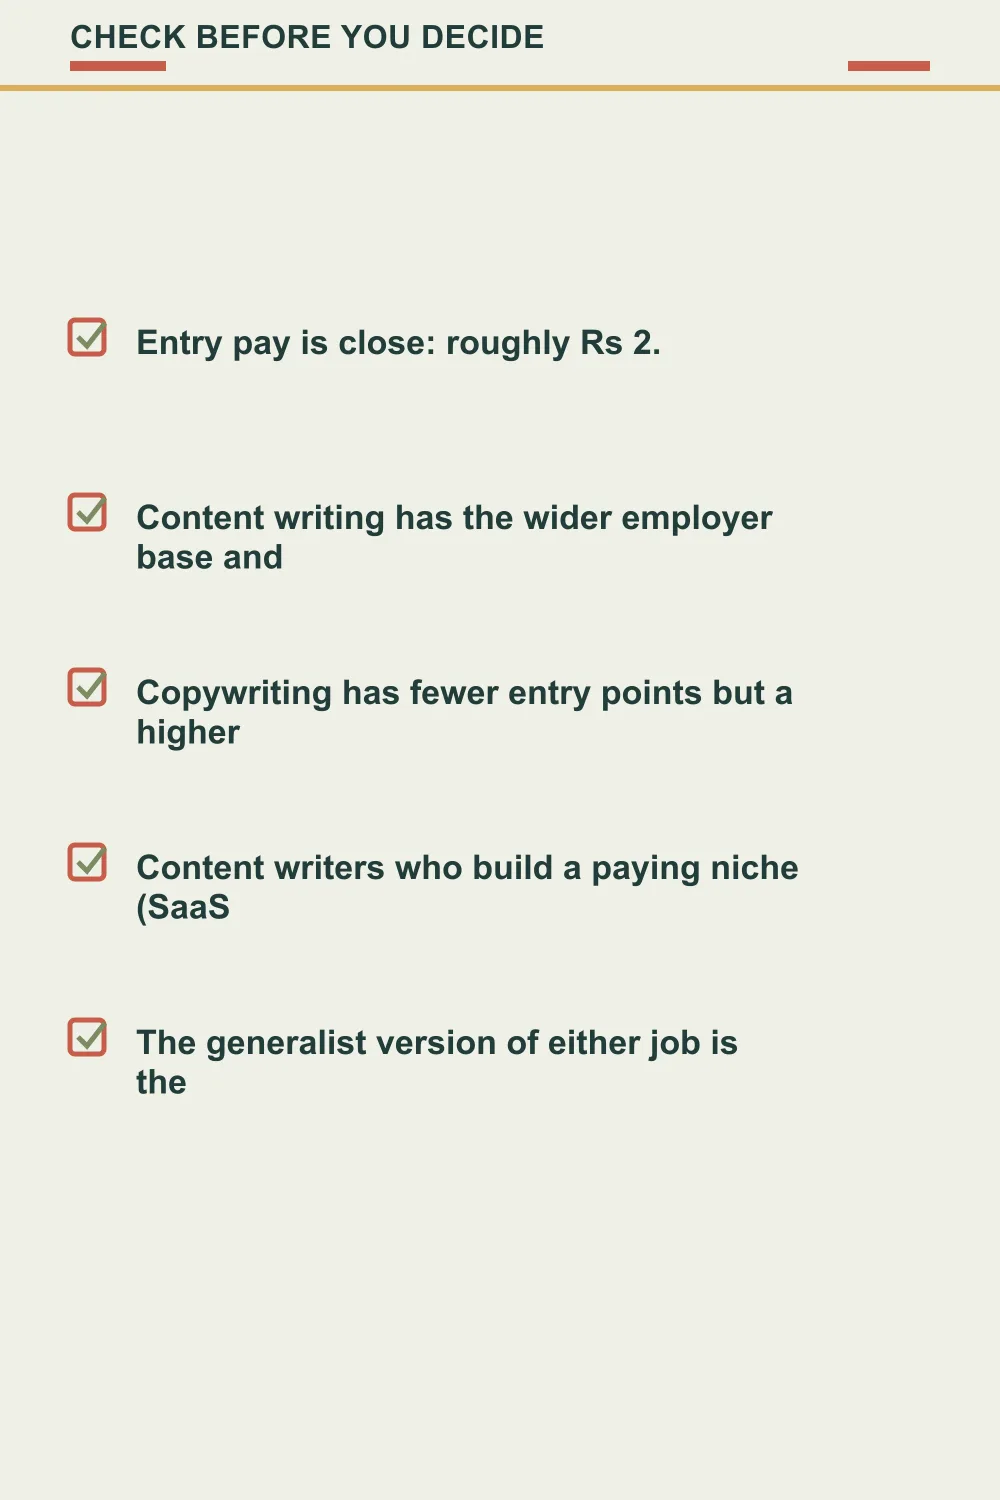 CHECK BEFORE YOU DECIDE
Entry pay is close: roughly Rs 2.
Content writing has the wider employer
base and
Copywriting has fewer entry points but a
higher
Content writers who build a paying niche
(SaaS
The generalist version of either job is
the